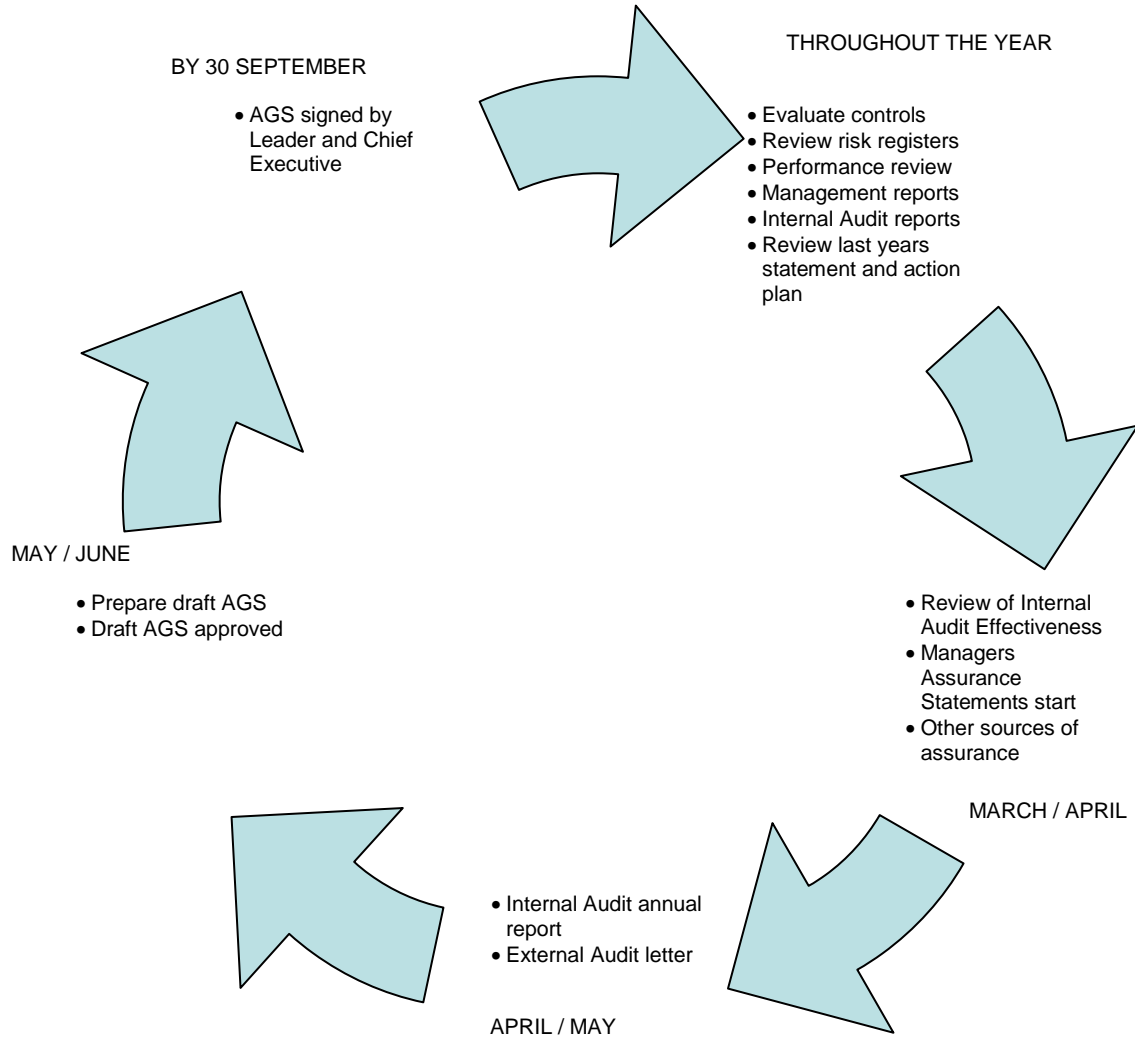 THROUGHOUT THE YEAR
• Evaluate controls
• Review risk registers
• Performance review
• Management reports
• Internal Audit reports
• Review last years
statement and action
plan
• Review of Internal
Audit Effectiveness
• Managers
Assurance
Statements start
• Other sources of
assurance
MARCH / APRIL
• Internal Audit annual
report
• External Audit letter
APRIL / MAY
MAY / JUNE
• Prepare draft AGS
• Draft AGS approved
BY 30 SEPTEMBER
• AGS signed by
Leader and Chief
Executive